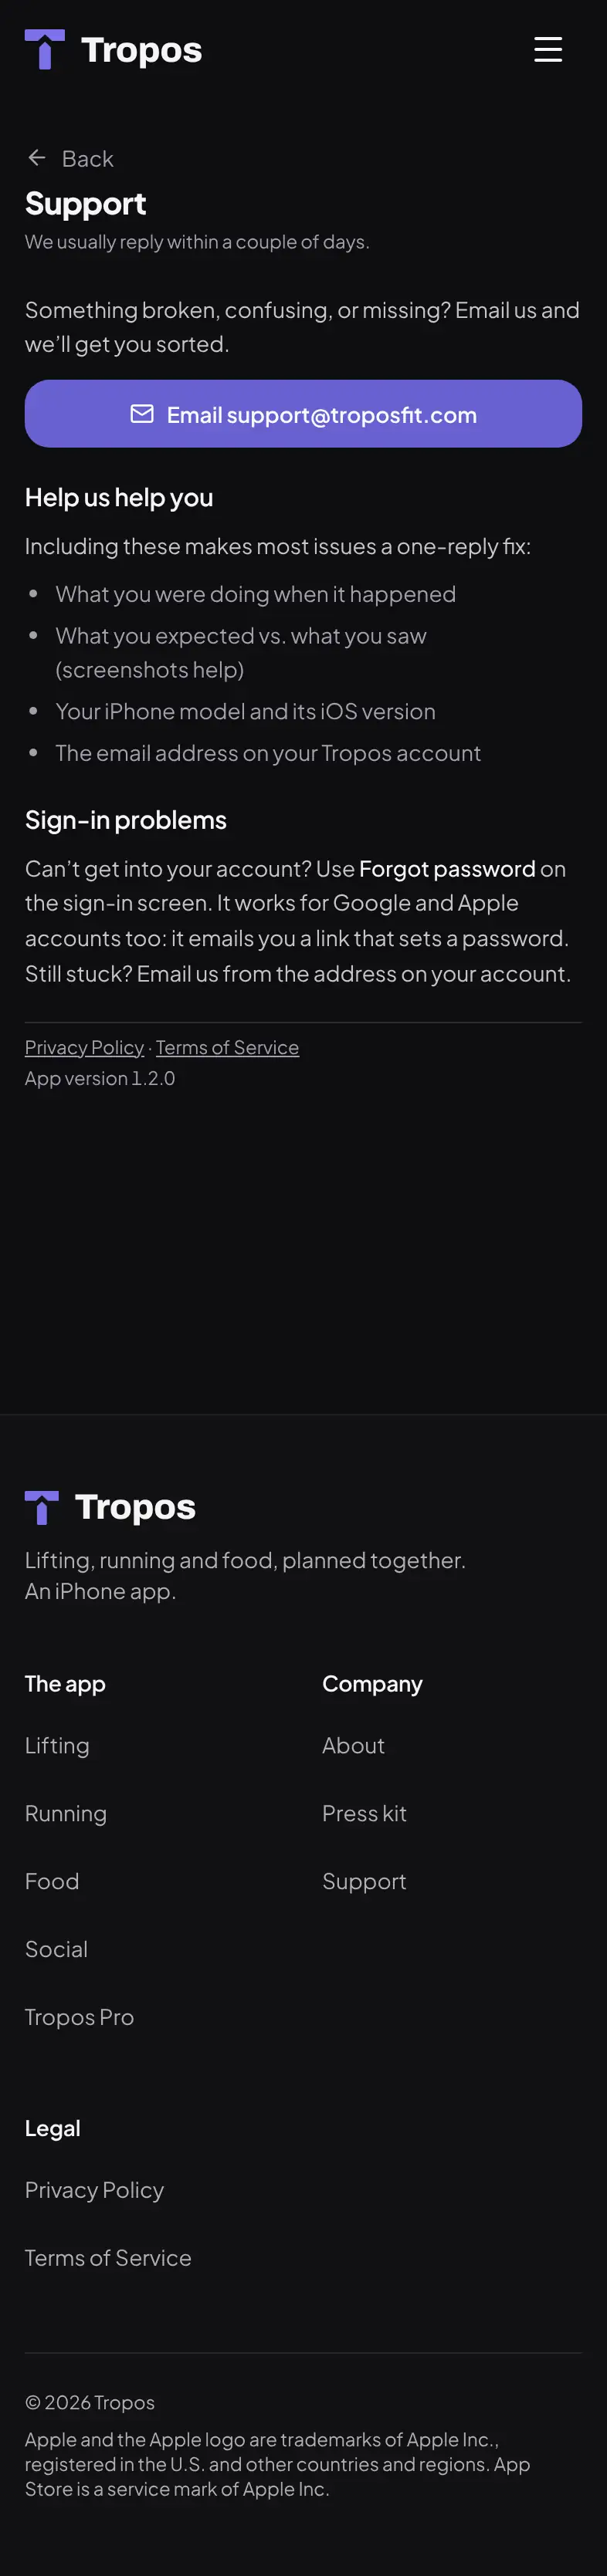 Tropos
Back
Support
We usually reply within a couple of days.
Something broken, confusing, or missing? Email us and
we’ll get you sorted.
Email support@troposfit.com
Help us help you
Including these makes most issues a one-reply fix:
• What you were doing when it happened
• What you expected vs. what you saw
(screenshots help)
• Your iPhone model and its iOS version
• The email address on your Tropos account
Sign-in problems
Can’t get into your account? Use Forgot password on
the sign-in screen. It works for Google and Apple
accounts too: it emails you a link that sets a password.
Still stuck? Email us from the address on your account.
Privacy Policy · Terms of Service
App version 1.2.0
Tropos
Lifting, running and food, planned together.
An iPhone app.
The app
Lifting
Running
Food
Social
Tropos Pro
Company
About
Press kit
Support
Legal
Privacy Policy
Terms of Service
© 2026 Tropos
Apple and the Apple logo are trademarks of Apple Inc.,
registered in the U.S. and other countries and regions. App
Store is a service mark of Apple Inc.